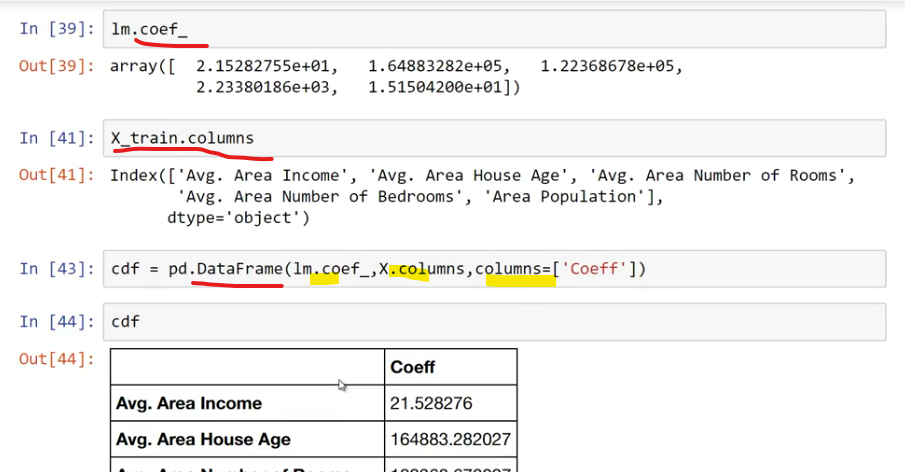 In [39]: lm.coef_
Out[39]: array([ 2.15282755e+01, 1.64883282e+05, 1.22368678e+05,
2.23380186e+03, 1.51504200e+01])
In [41]: X_train.columns
Out[41]: Index(['Avg. Area Income', 'Avg. Area House Age', 'Avg. Area Number of Rooms',
'Avg. Area Number of Bedrooms', 'Area Population'],
dtype='object')
In [43]: cdf = pd.DataFrame(lm.coef_,X.columns,columns=['Coeff'])
In [44]: cdf
Out[44]:
Coeff
Avg. Area Income 21.528276
Avg. Area House Age 164883.282027